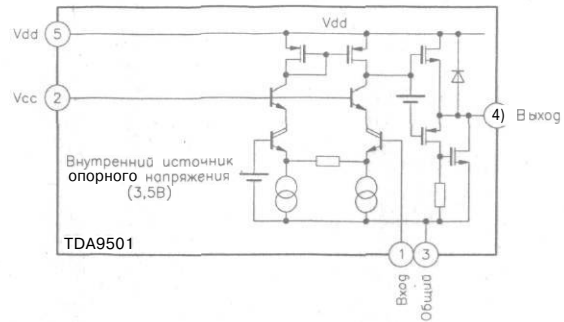 Vdd
5
Vdd
Vcc
2
4)
Выход
Внутренний источник
опорного напряжения
(3,5В)
TDA9501
1
3
Вход
Общий